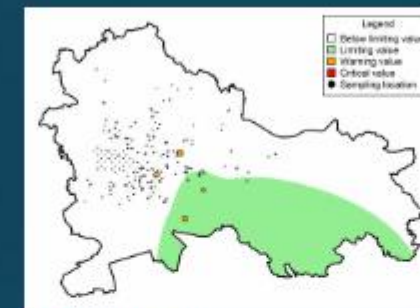 Legend
Below limiting value
Limiting value
Warning value
Critical value
Sampling location